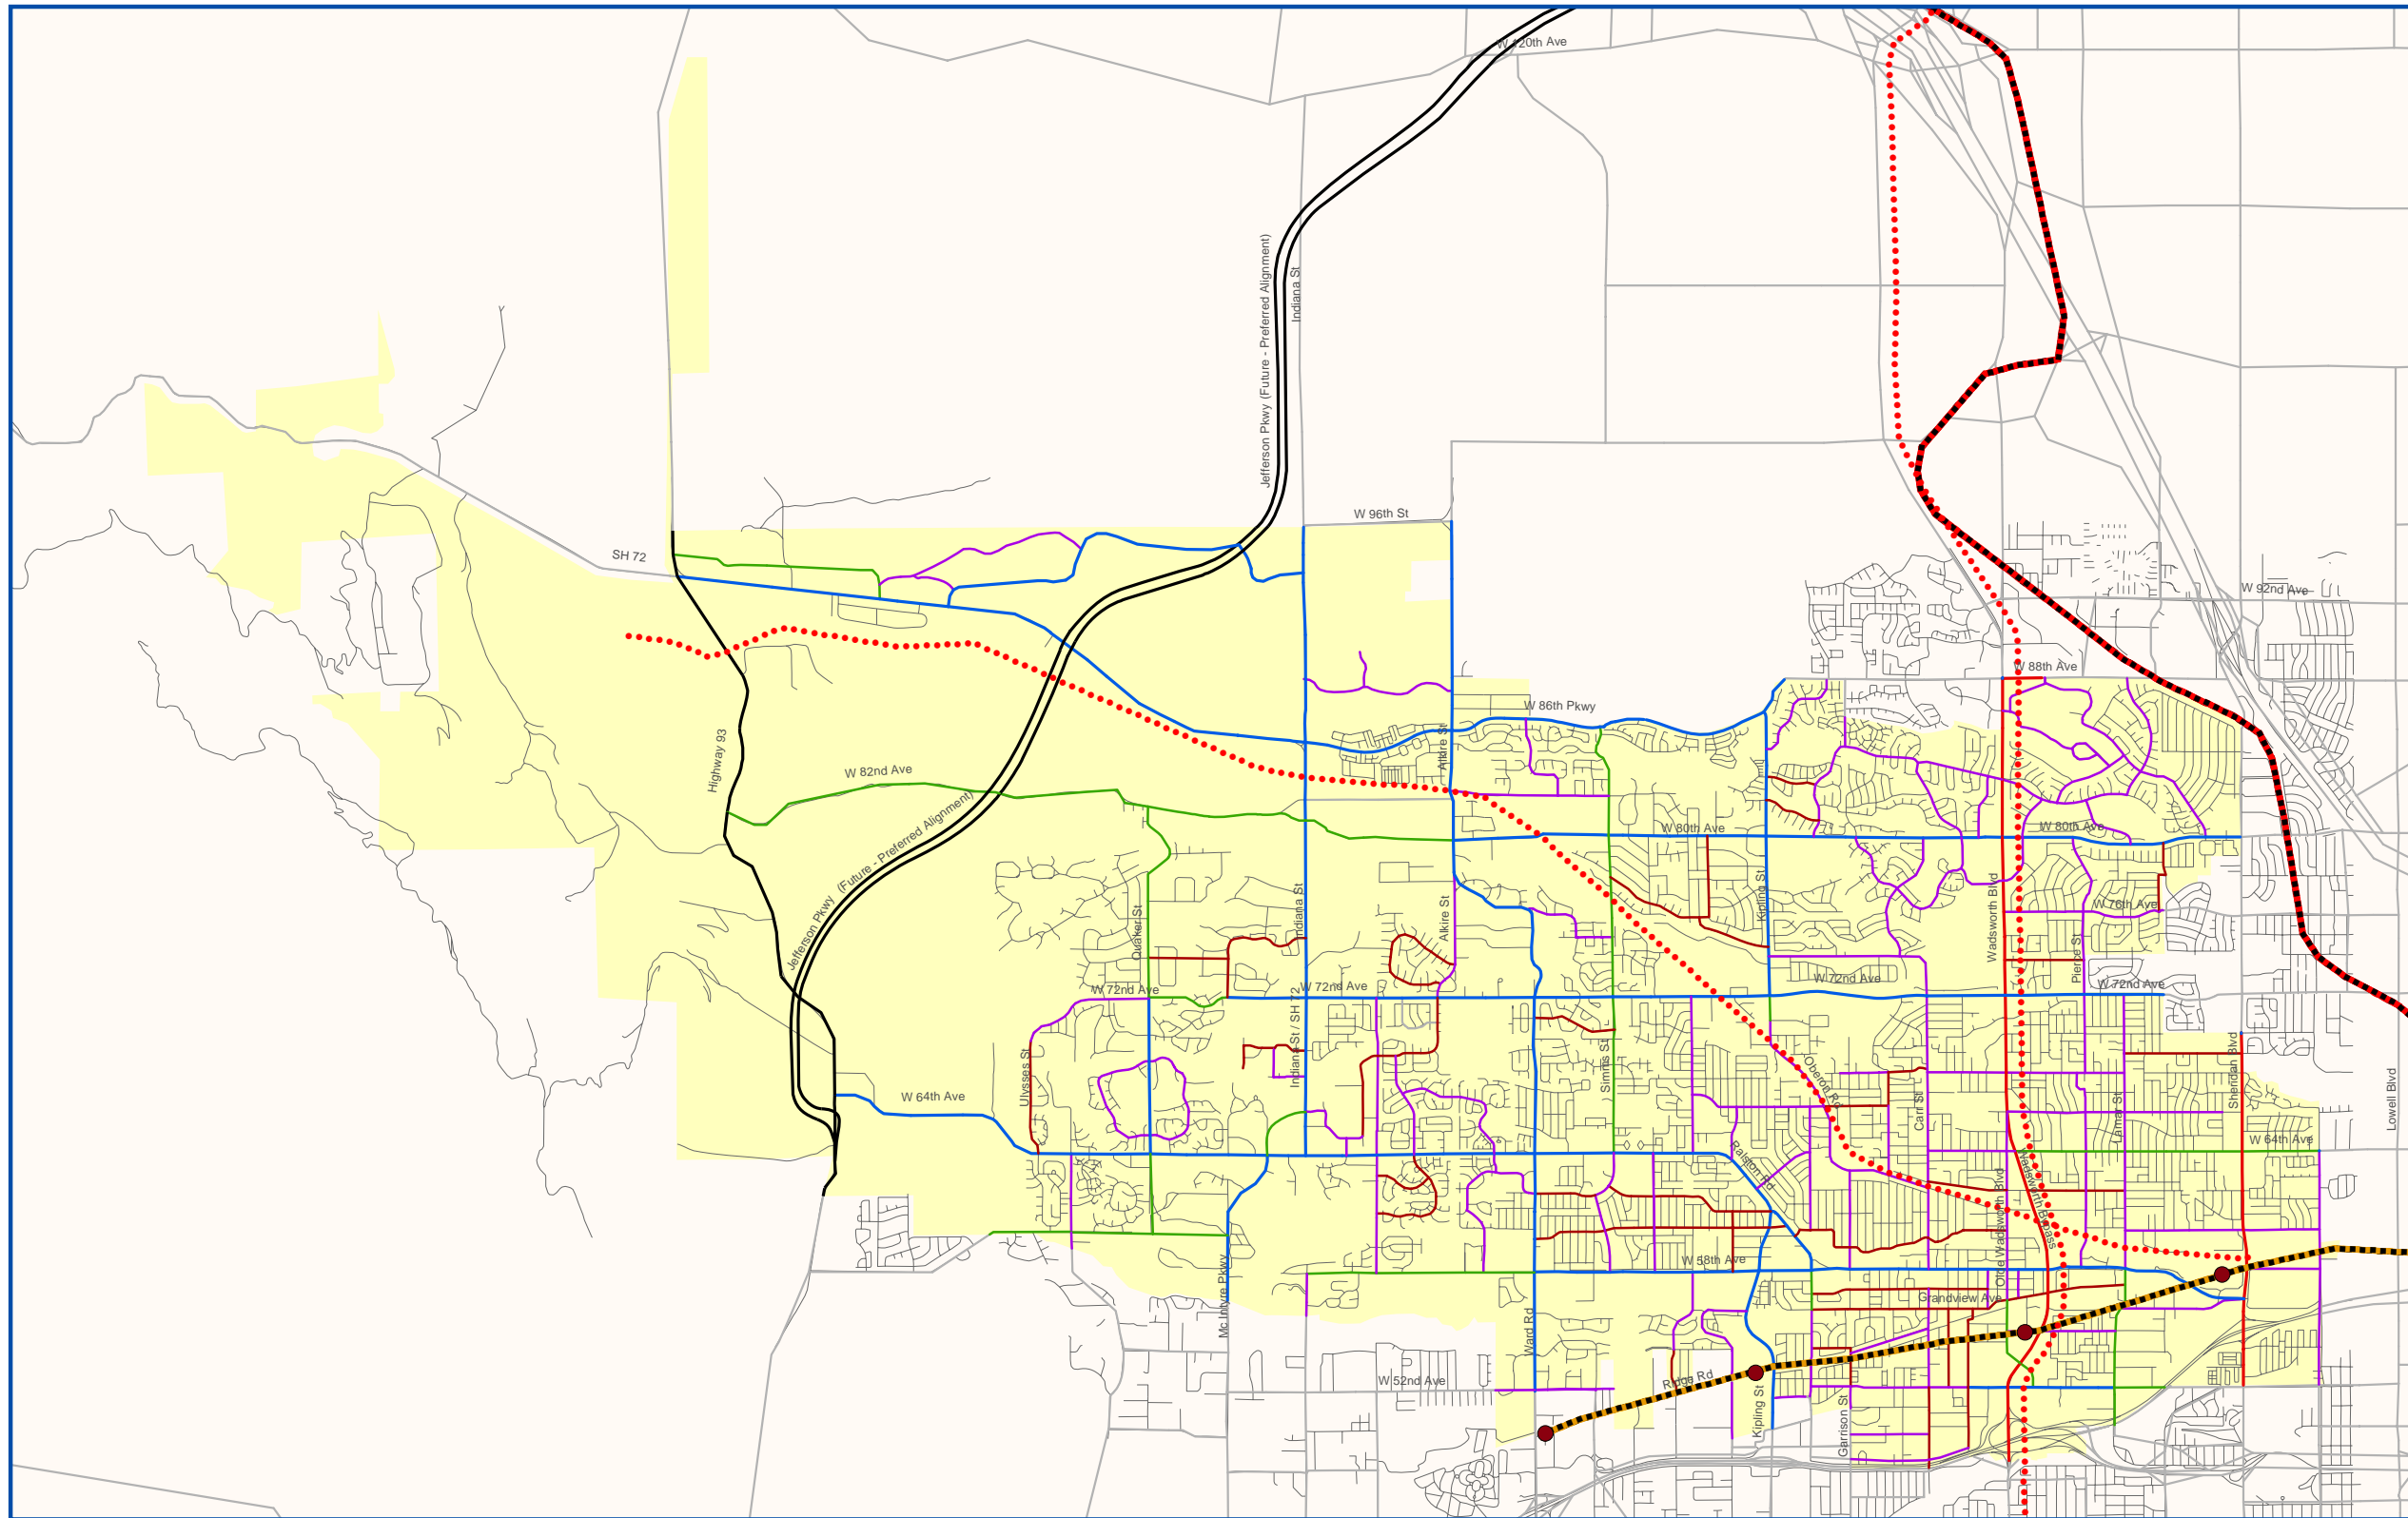 W 120th Ave
Jefferson Pkwy (Future - Preferred Alignment)
Indiana St
W 96th St
SH 72
W 92nd Ave
W 88th Ave
W 86th Pkwy
Highway 93
Alkire St
W 82nd Ave
W 80th Ave
W 80th Ave
Jefferson Pkwy (Future - Preferred Alignment)
Quaker St
Indiana St
Alkire St
Kipling St
Wadsworth Blvd
W 76th Ave
Pierce St
W 72nd Ave
W 72nd Ave
W 72nd Ave
W 72nd Ave
Ulysses St
Indiana St / SH 72
Simms St
Oberon Rd
Carr St
Lamar St
Sheridan Blvd
Lowell Blvd
W 64th Ave
W 64th Ave
Ralston Rd
Olde Wadsworth Blvd
Wadsworth Bypass
W 58th Ave
Mc Intyre Pkwy
Ward Rd
Grandview Ave
W 52nd Ave
Ridge Rd
Kipling St
Garrison St